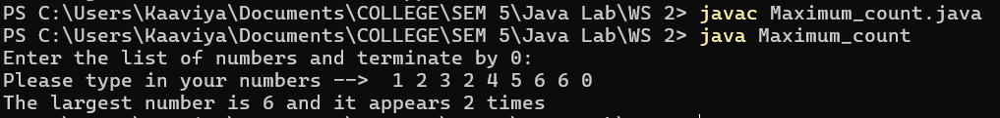 PS C:\Users\Kaaviya\Documents\COLLEGE\SEM 5\Java Lab\WS 2> javac Maximum_count.java
PS C:\Users\Kaaviya\Documents\COLLEGE\SEM 5\Java Lab\WS 2> java Maximum_count
Enter the list of numbers and terminate by 0:
Please type in your numbers -->  1 2 3 2 4 5 6 6 0
The largest number is 6 and it appears 2 times